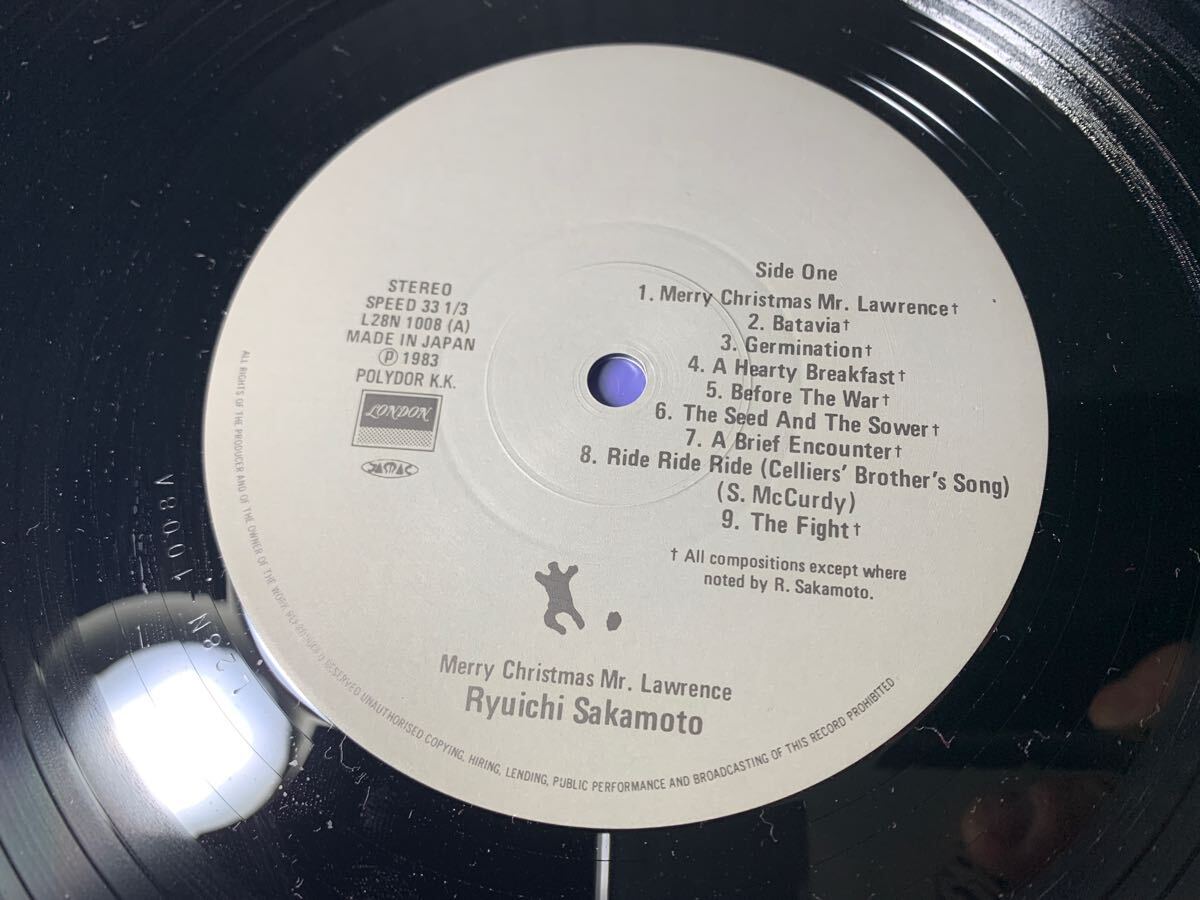 STEREO
SPEED 33 1/3
L28N 1008 (A)
MADE IN JAPAN
Ⓟ 1983
POLYDOR K.K.
LONDON
JASRAC
Side One
1. Merry Christmas Mr. Lawrence†
2. Batavia†
3. Germination†
4. A Hearty Breakfast†
5. Before The War†
6. The Seed And The Sower†
7. A Brief Encounter†
8. Ride Ride Ride (Celliers' Brother's Song)
(S. McCurdy)
9. The Fight†
† All compositions except where
noted by R. Sakamoto.
Merry Christmas Mr. Lawrence
Ryuichi Sakamoto
ALL RIGHTS OF THE PRODUCER AND OF THE OWNER OF THE WORK REPRODUCED RESERVED UNAUTHORISED COPYING, HIRING, LENDING, PUBLIC PERFORMANCE AND BROADCASTING OF THIS RECORD PROHIBITED